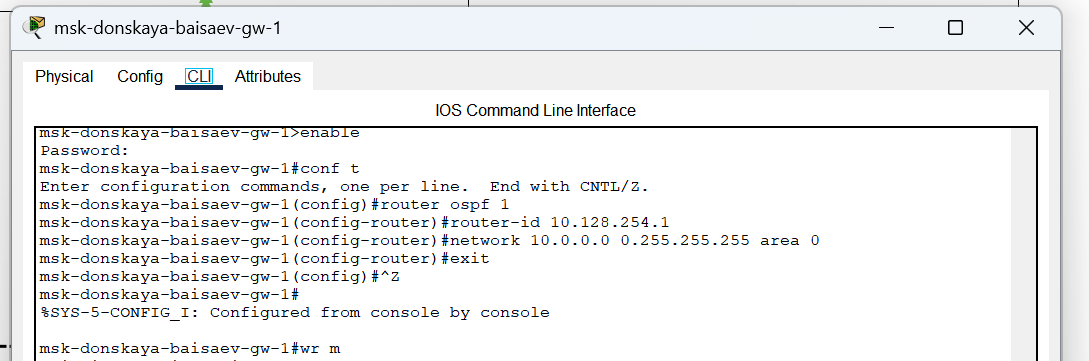 msk-donskaya-baisaev-gw-1
Physical Config CLI Attributes
IOS Command Line Interface
msk-donskaya-baisaev-gw-1>enable
Password:
msk-donskaya-baisaev-gw-1#conf t
Enter configuration commands, one per line.  End with CNTL/Z.
msk-donskaya-baisaev-gw-1(config)#router ospf 1
msk-donskaya-baisaev-gw-1(config-router)#router-id 10.128.254.1
msk-donskaya-baisaev-gw-1(config-router)#network 10.0.0.0 0.255.255.255 area 0
msk-donskaya-baisaev-gw-1(config-router)#exit
msk-donskaya-baisaev-gw-1(config)#^Z
msk-donskaya-baisaev-gw-1#
%SYS-5-CONFIG_I: Configured from console by console
msk-donskaya-baisaev-gw-1#wr m